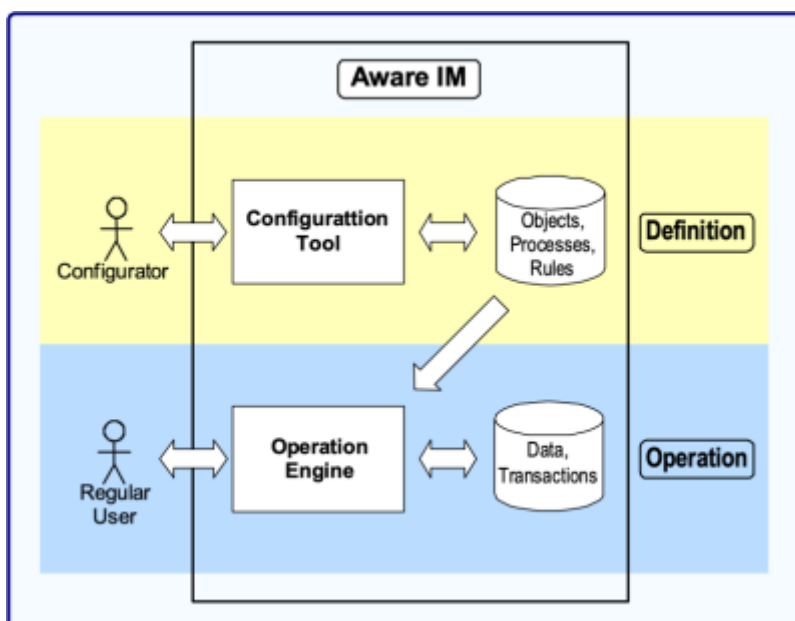 Aware IM
Configurator
Configurattion
Tool
Objects,
Processes,
Rules
Definition
Regular
User
Operation
Engine
Data,
Transactions
Operation